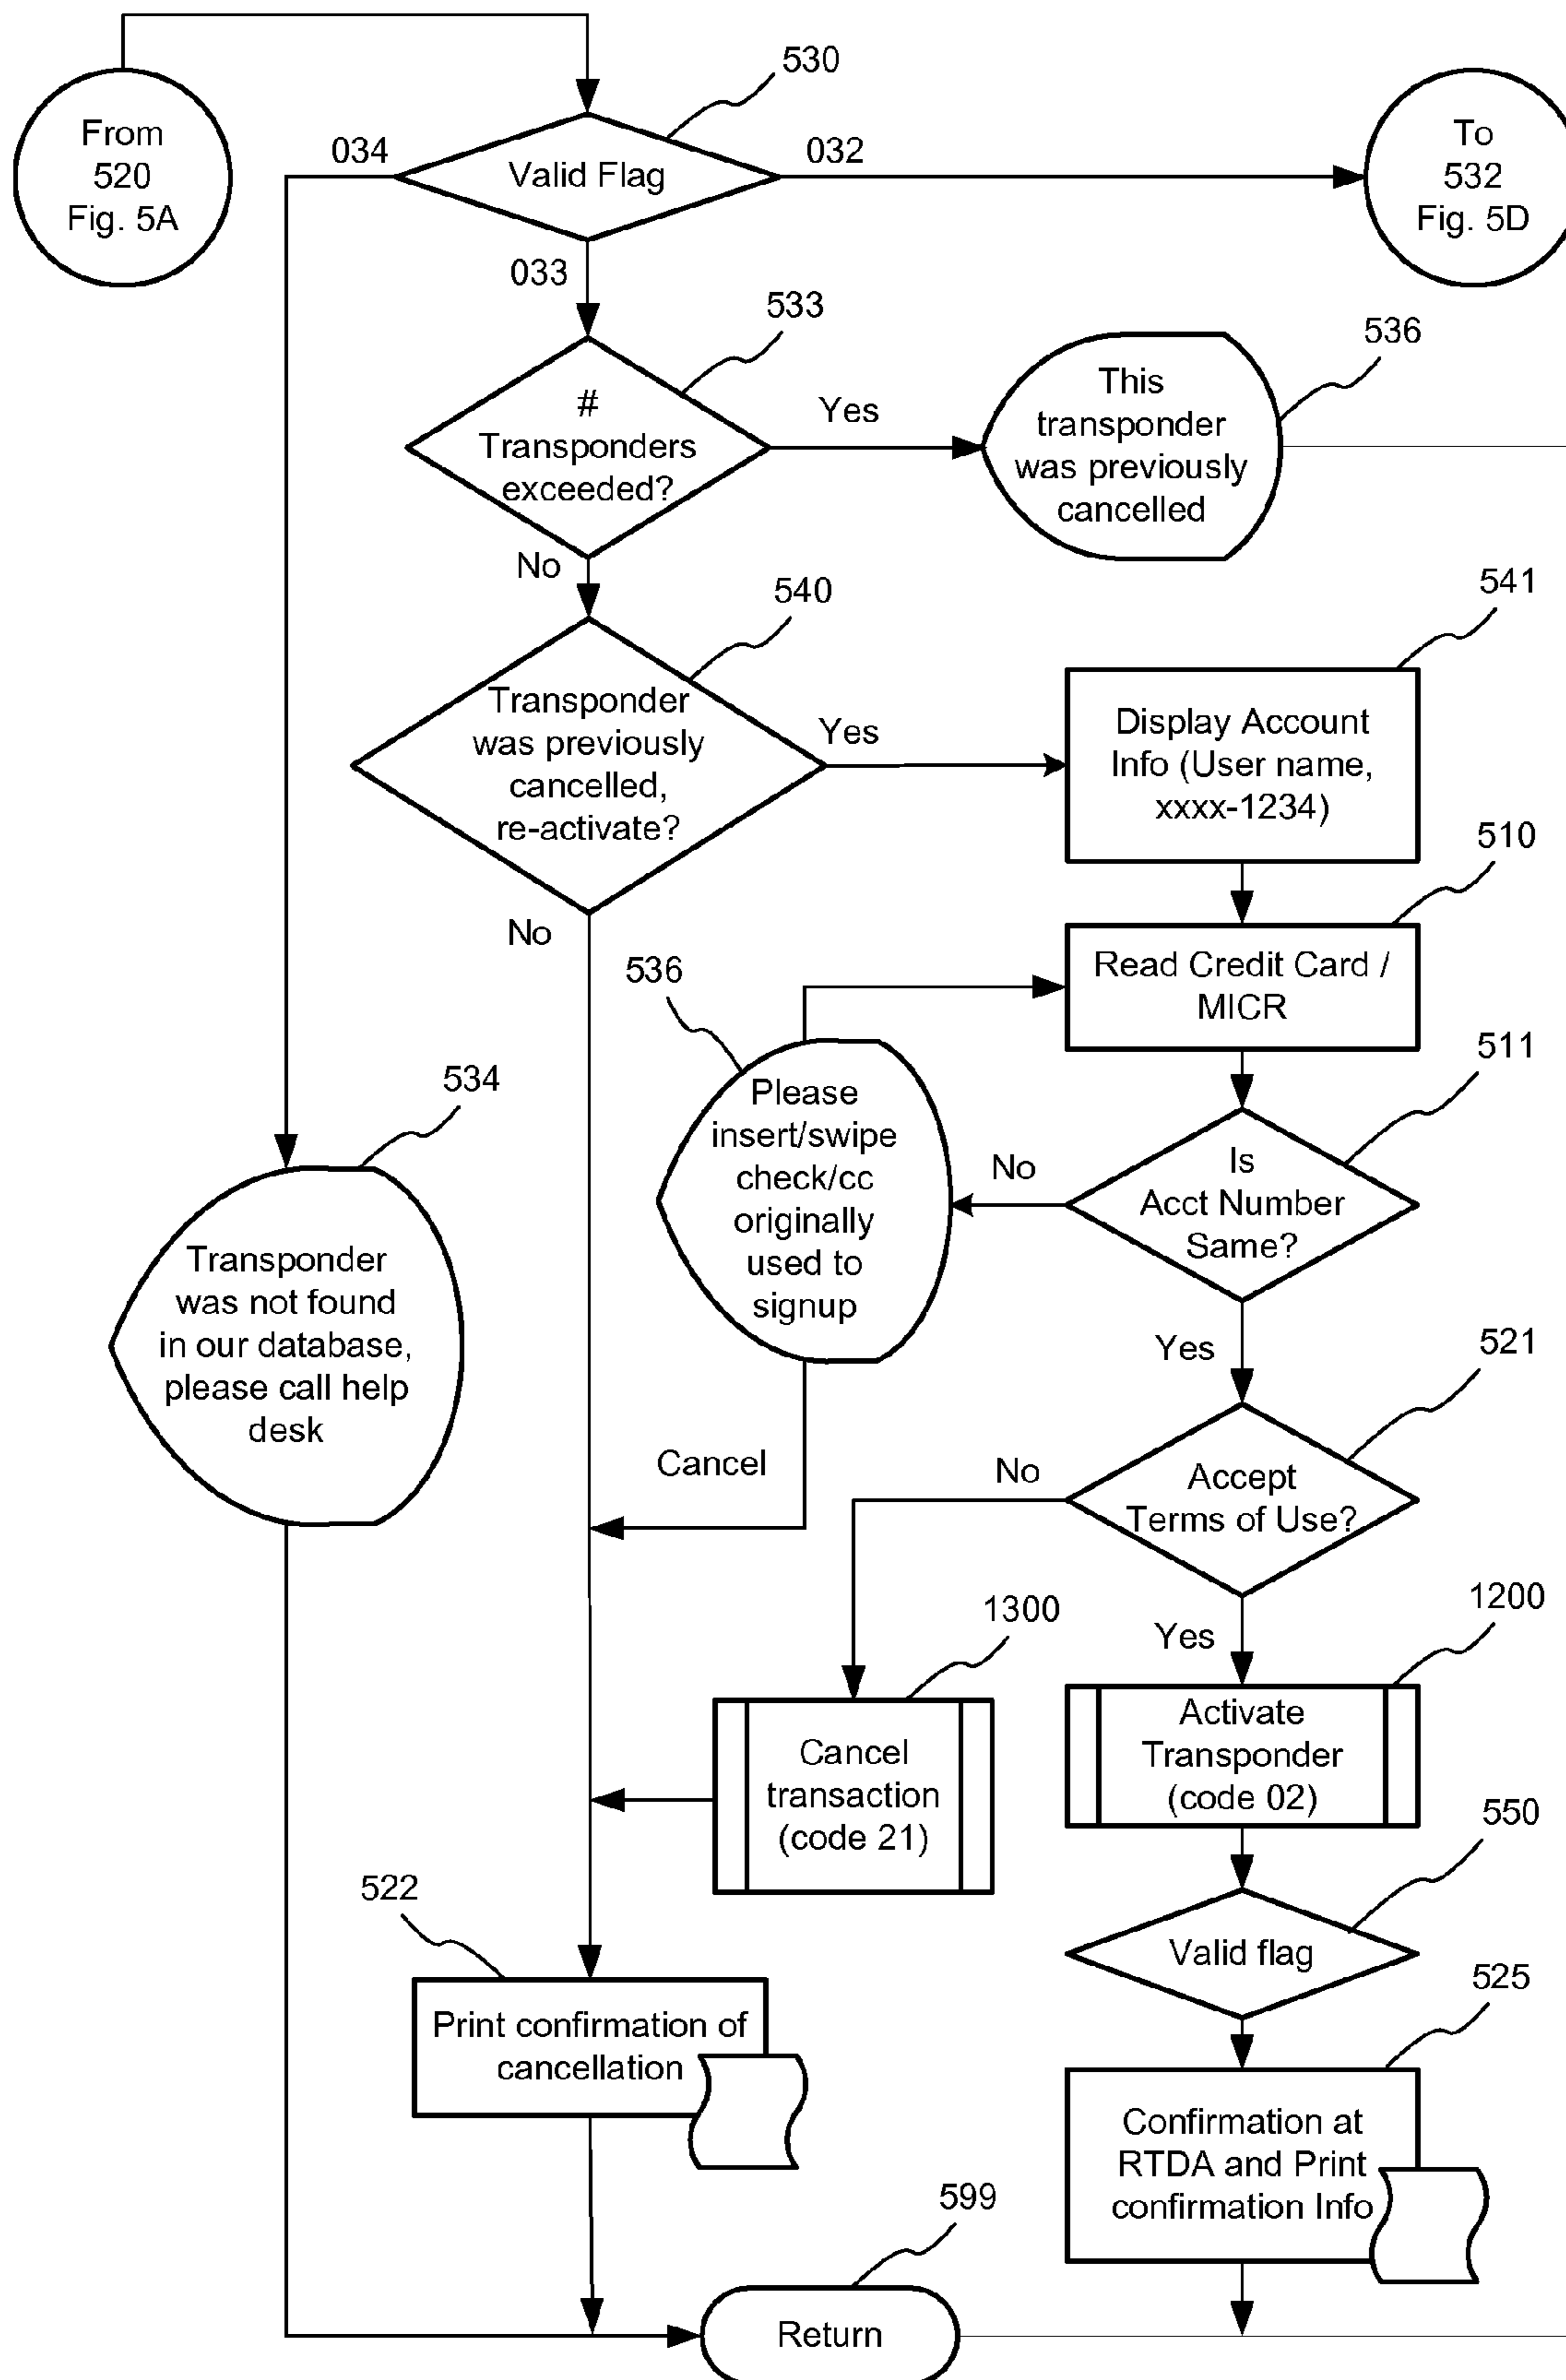 530
From
520
Fig. 5A
034
Valid Flag
032
To
532
Fig. 5D
033
533
#
Transponders
exceeded?
Yes
536
This
transponder
was previously
cancelled
No
540
Transponder
was previously
cancelled,
re-activate?
Yes
541
Display Account
Info (User name,
xxxx-1234)
No
510
Read Credit Card /
MICR
536
Please
insert/swipe
check/cc
originally
used to
signup
511
Is
Acct Number
Same?
No
534
Transponder
was not found
in our database,
please call help
desk
Yes
Cancel
521
Accept
Terms of Use?
No
Yes
1300
Cancel
transaction
(code 21)
1200
Activate
Transponder
(code 02)
550
Valid flag
522
Print confirmation of
cancellation
525
Confirmation at
RTDA and Print
confirmation Info
599
Return